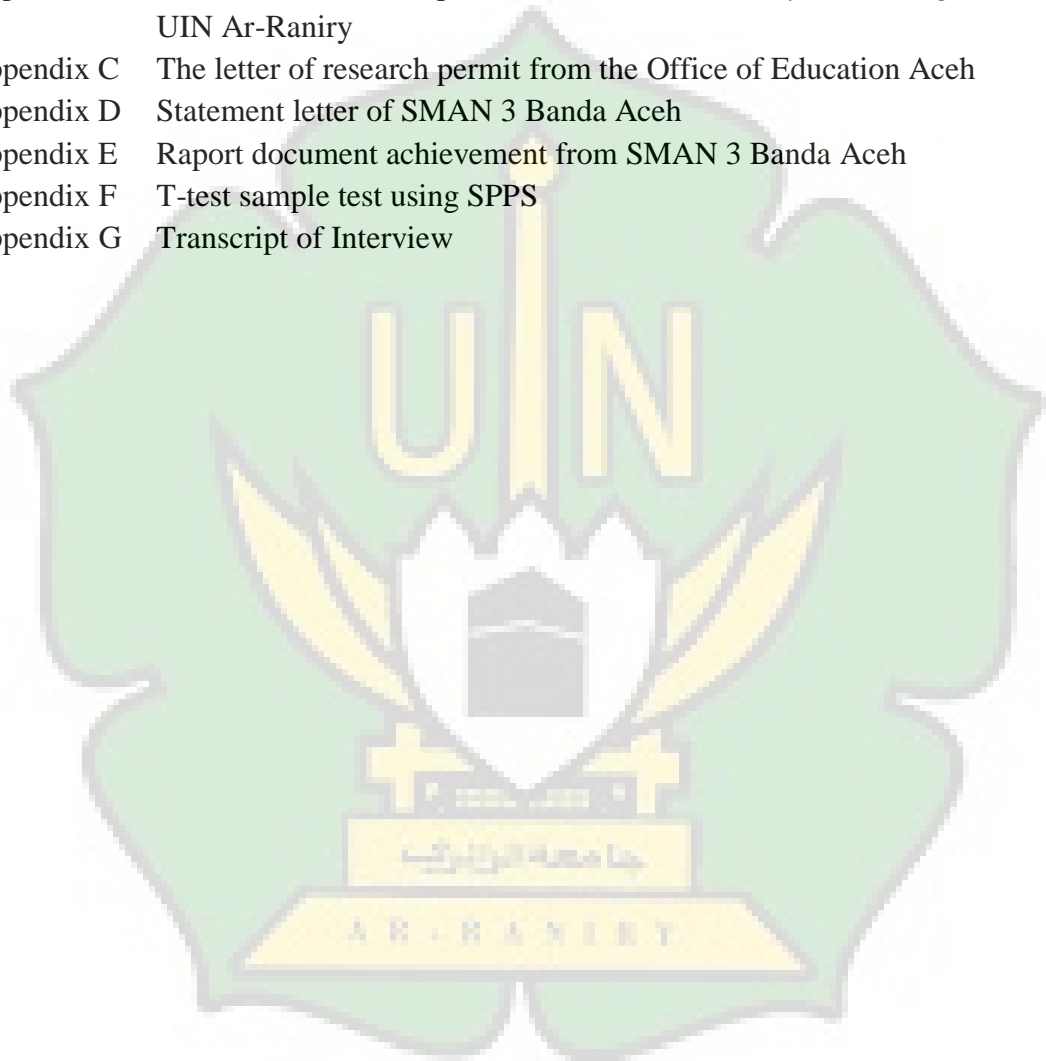 UIN Ar-Raniry
ppendix C The letter of research permit from the Office of Education Aceh
ppendix D Statement letter of SMAN 3 Banda Aceh
ppendix E Raport document achievement from SMAN 3 Banda Aceh
ppendix F T-test sample test using SPPS
ppendix G Transcript of Interview
UIN
جامعة الرانيري
AR-RANIRY